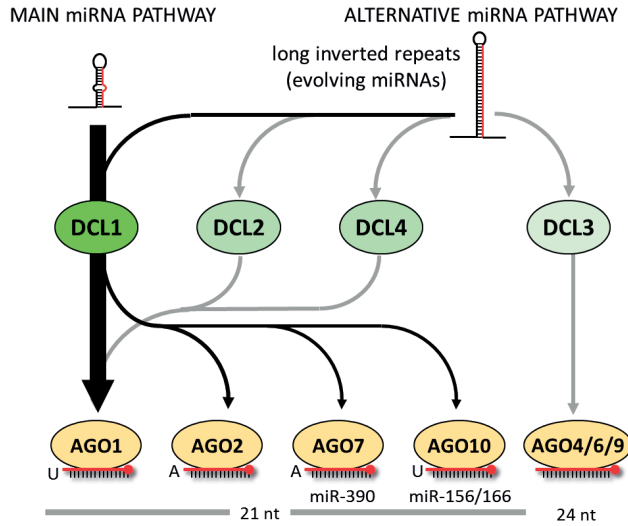 MAIN miRNA PATHWAY
ALTERNATIVE miRNA PATHWAY
long inverted repeats
(evolving miRNAs)
DCL1
DCL2
DCL4
DCL3
AGO1
AGO2
AGO7
AGO10
AGO4/6/9
U
A
A
U
miR-390
miR-156/166
21 nt
24 nt